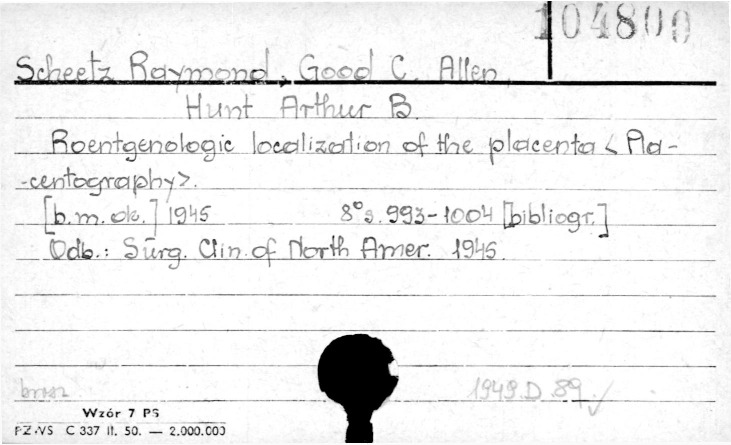 104800
Scheetz Raymond, Good C. Allen,
Hunt Arthur B.
Roentgenologic localization of the placenta < Pla-
-centography>.
[b.m.dr.] 1945 8° s. 993-1004 [bibliogr.]
Odb.: Surg. Clin. of North Amer. 1945.
brosz
1949.D.89 ✓
Wzór 7 PS
PZ.VS C 337 II. 50. — 2.000.000